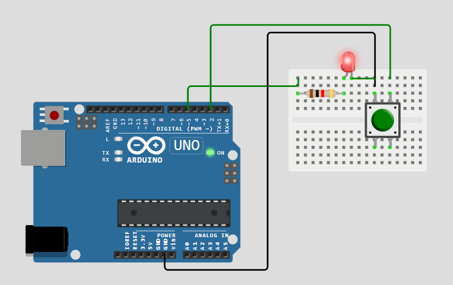 AREF
GND
13
12
~11
~10
~9
8
7
~6
~5
4
~3
2
TX→1
RX←0
DIGITAL (PWM ~)
L
TX
RX
UNO
ON
ARDUINO
IOREF
RESET
3.3V
5V
GND
GND
Vin
POWER
ANALOG IN
A0
A1
A2
A3
A4
A5